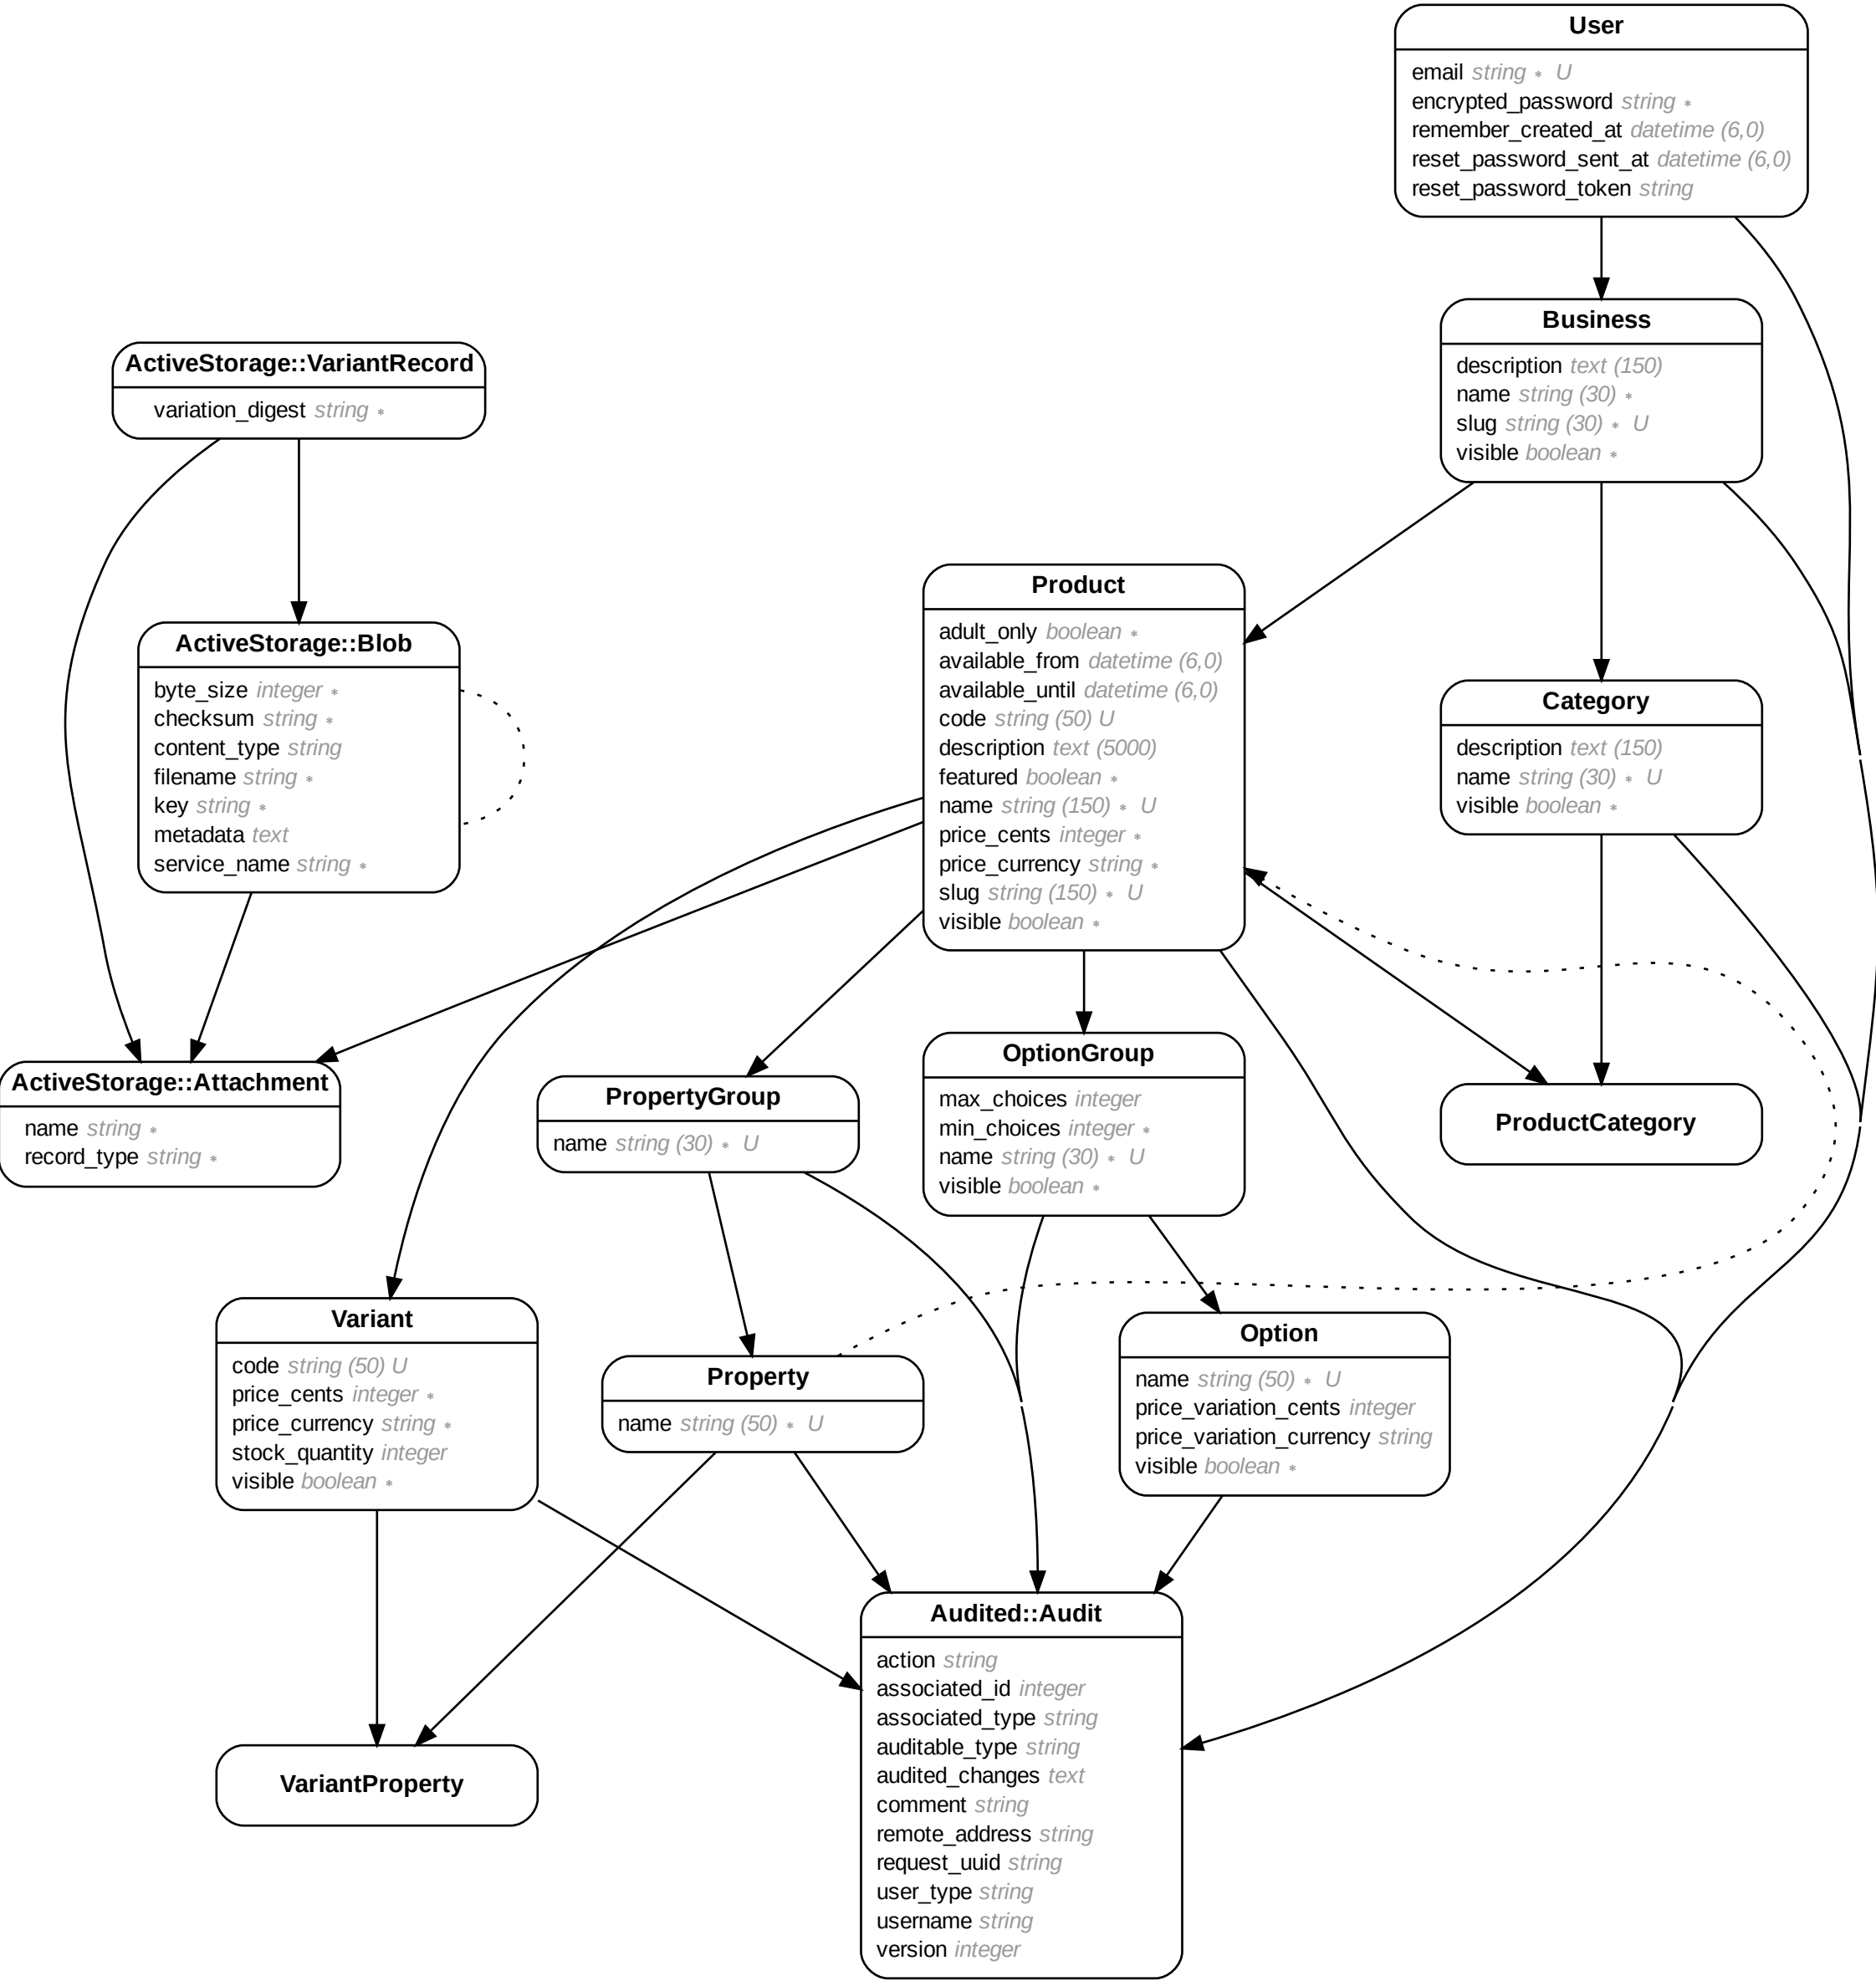 User
email string * U
encrypted_password string *
remember_created_at datetime (6,0)
reset_password_sent_at datetime (6,0)
reset_password_token string
Business
description text (150)
name string (30) *
slug string (30) * U
visible boolean *
ActiveStorage::VariantRecord
variation_digest string *
Product
adult_only boolean *
available_from datetime (6,0)
available_until datetime (6,0)
code string (50) U
description text (5000)
featured boolean *
name string (150) * U
price_cents integer *
price_currency string *
slug string (150) * U
visible boolean *
ActiveStorage::Blob
byte_size integer *
checksum string *
content_type string
filename string *
key string *
metadata text
service_name string *
Category
description text (150)
name string (30) * U
visible boolean *
ActiveStorage::Attachment
name string *
record_type string *
PropertyGroup
name string (30) * U
OptionGroup
max_choices integer
min_choices integer *
name string (30) * U
visible boolean *
ProductCategory
Variant
code string (50) U
price_cents integer *
price_currency string *
stock_quantity integer
visible boolean *
Property
name string (50) * U
Option
name string (50) * U
price_variation_cents integer
price_variation_currency string
visible boolean *
VariantProperty
Audited::Audit
action string
associated_id integer
associated_type string
auditable_type string
audited_changes text
comment string
remote_address string
request_uuid string
user_type string
username string
version integer